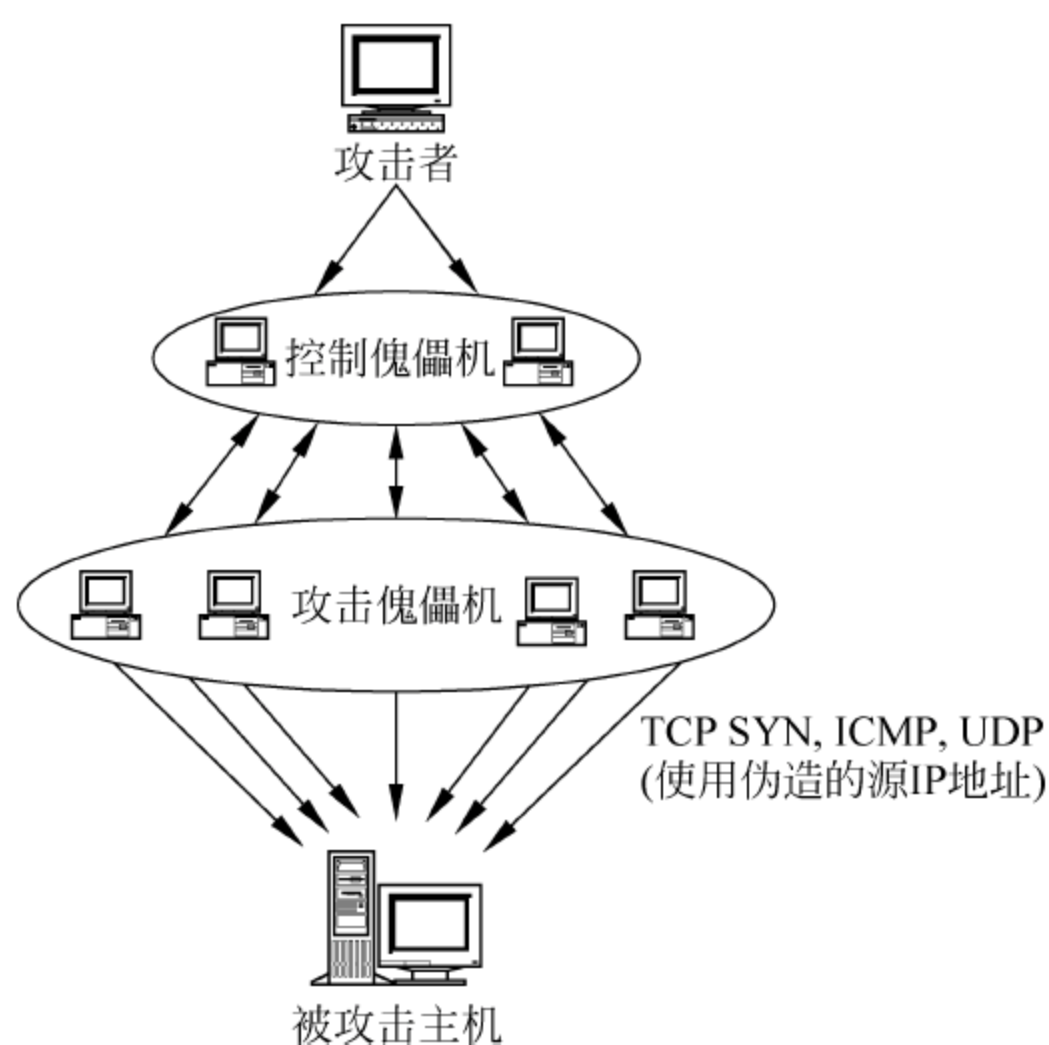 攻击者
控制傀儡机
攻击傀儡机
TCP SYN, ICMP, UDP
(使用伪造的源IP地址)
被攻击主机